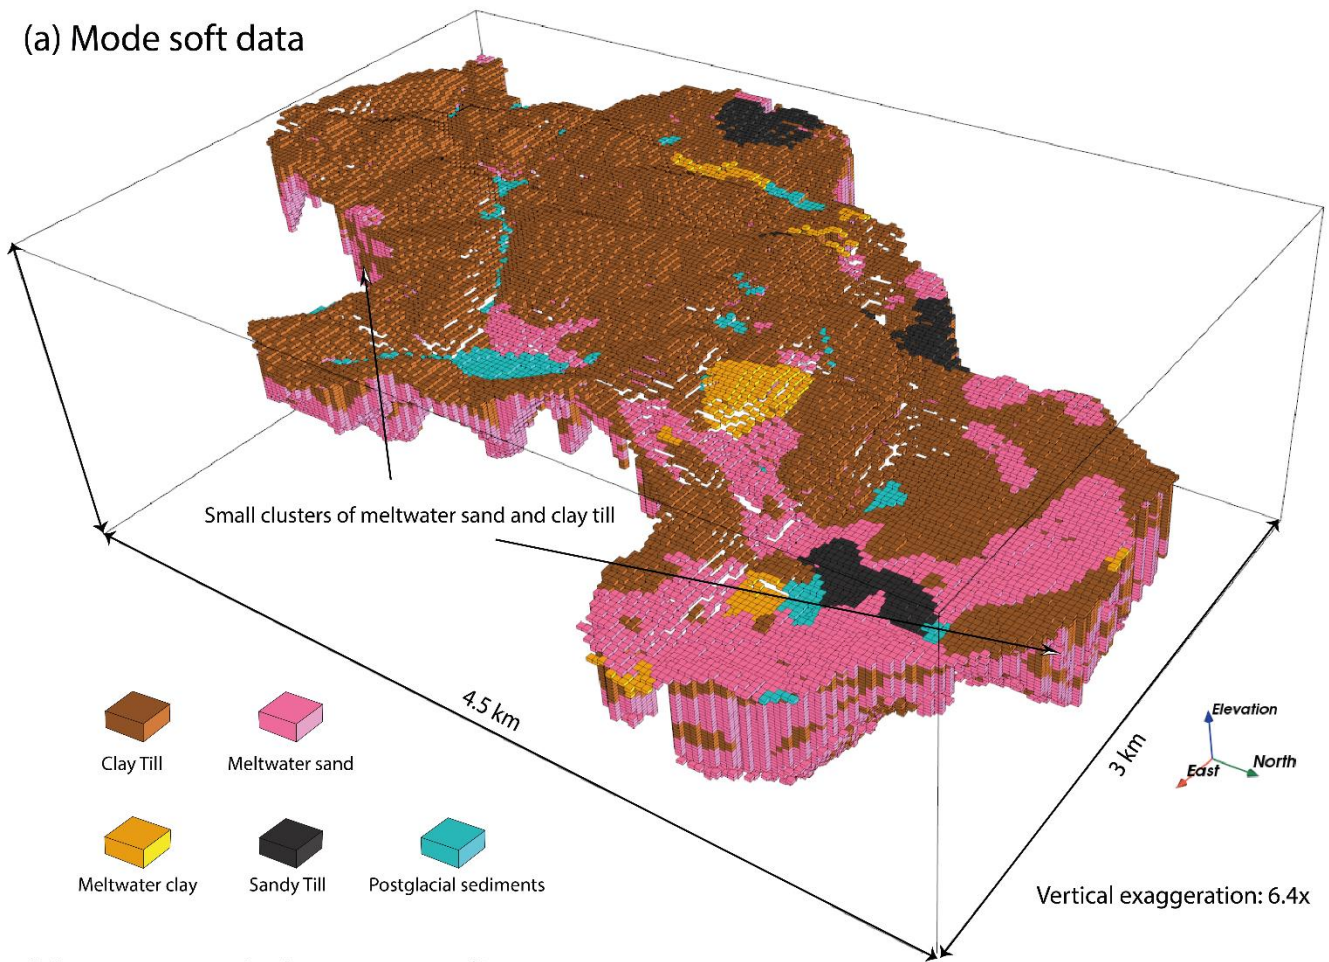 (a) Mode soft data
Small clusters of meltwater sand and clay till
4.5 km
3 km
Elevation
East
North
Clay Till
Meltwater sand
Meltwater clay
Sandy Till
Postglacial sediments
Vertical exaggeration: 6.4x